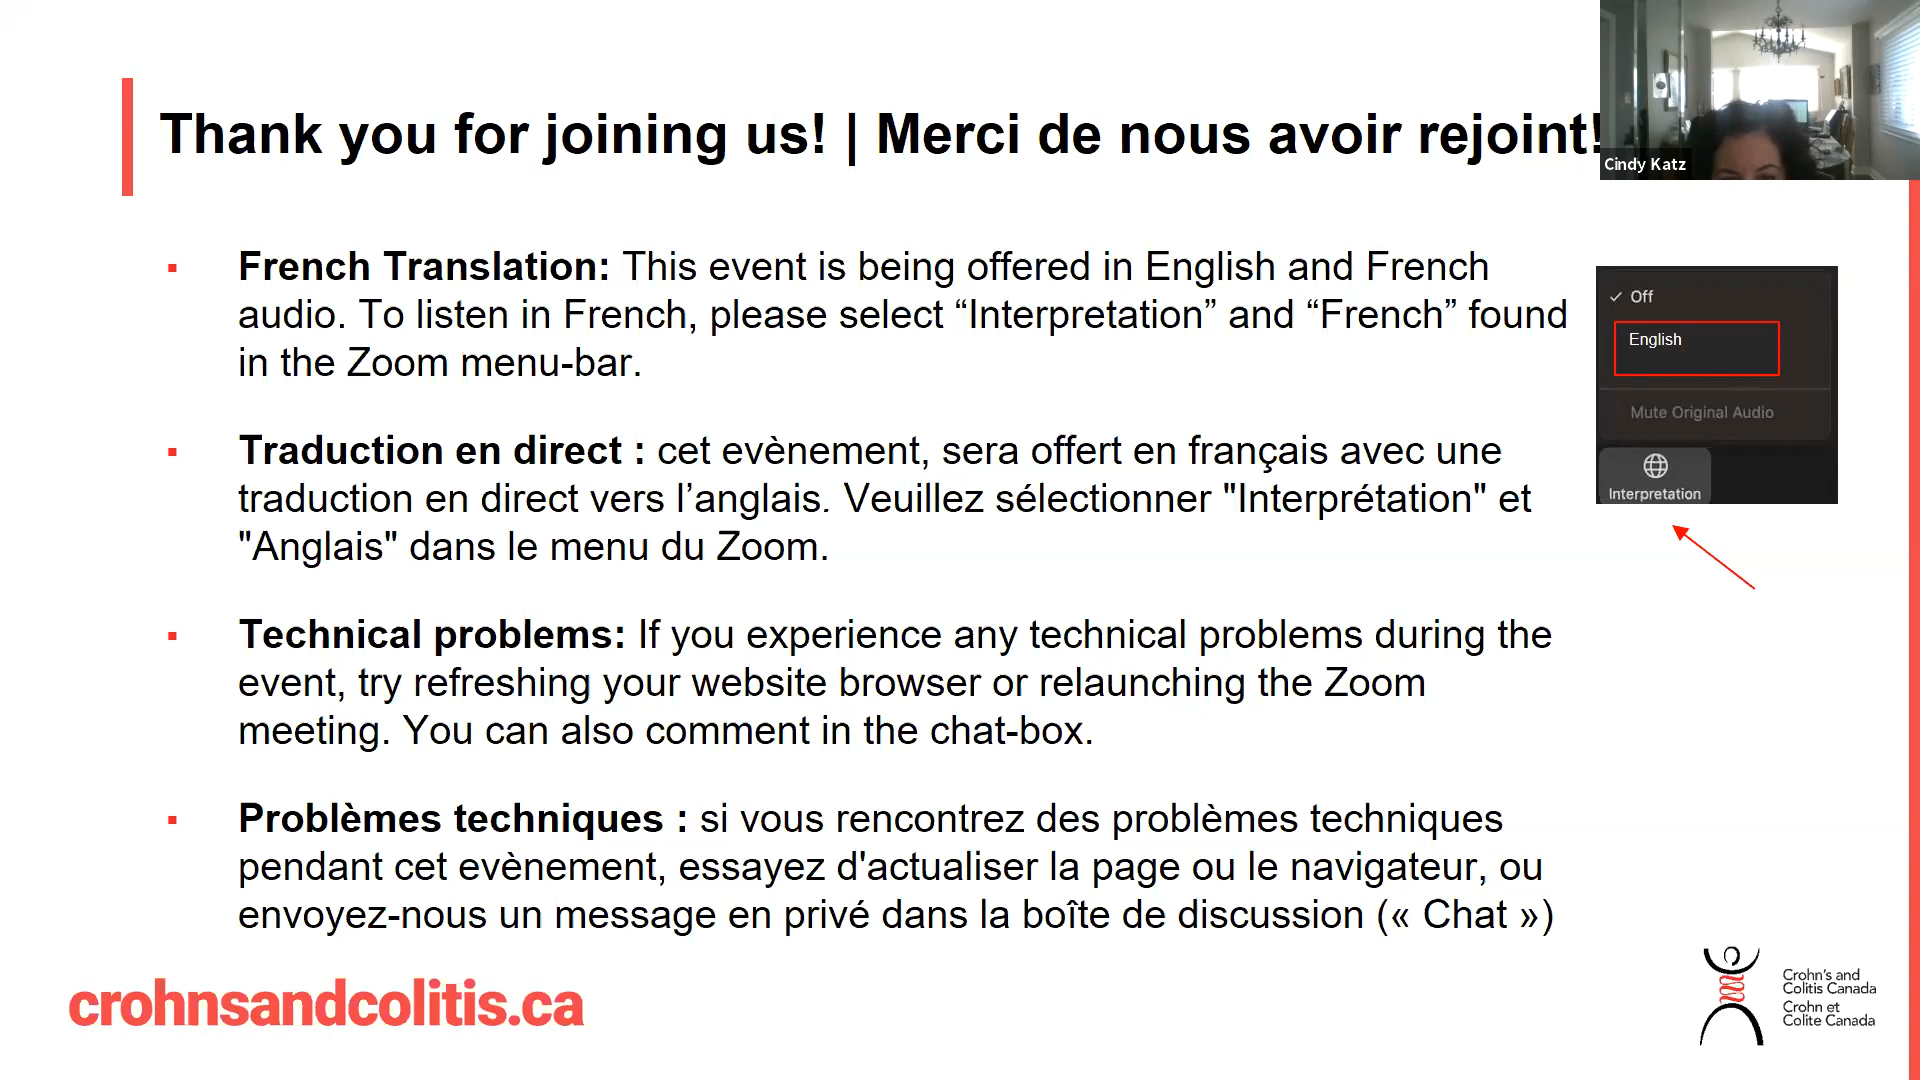 Thank you for joining us! | Merci de nous avoir rejoint!
Cindy Katz
▪ French Translation: This event is being offered in English and French
audio. To listen in French, please select “Interpretation” and “French” found
in the Zoom menu-bar.
✓ Off
English
Mute Original Audio
Interpretation
▪ Traduction en direct : cet evènement, sera offert en français avec une
traduction en direct vers l’anglais. Veuillez sélectionner "Interprétation" et
"Anglais" dans le menu du Zoom.
▪ Technical problems: If you experience any technical problems during the
event, try refreshing your website browser or relaunching the Zoom
meeting. You can also comment in the chat-box.
▪ Problèmes techniques : si vous rencontrez des problèmes techniques
pendant cet evènement, essayez d'actualiser la page ou le navigateur, ou
envoyez-nous un message en privé dans la boîte de discussion (« Chat »)
crohnsandcolitis.ca
Crohn's and
Colitis Canada
Crohn et
Colite Canada